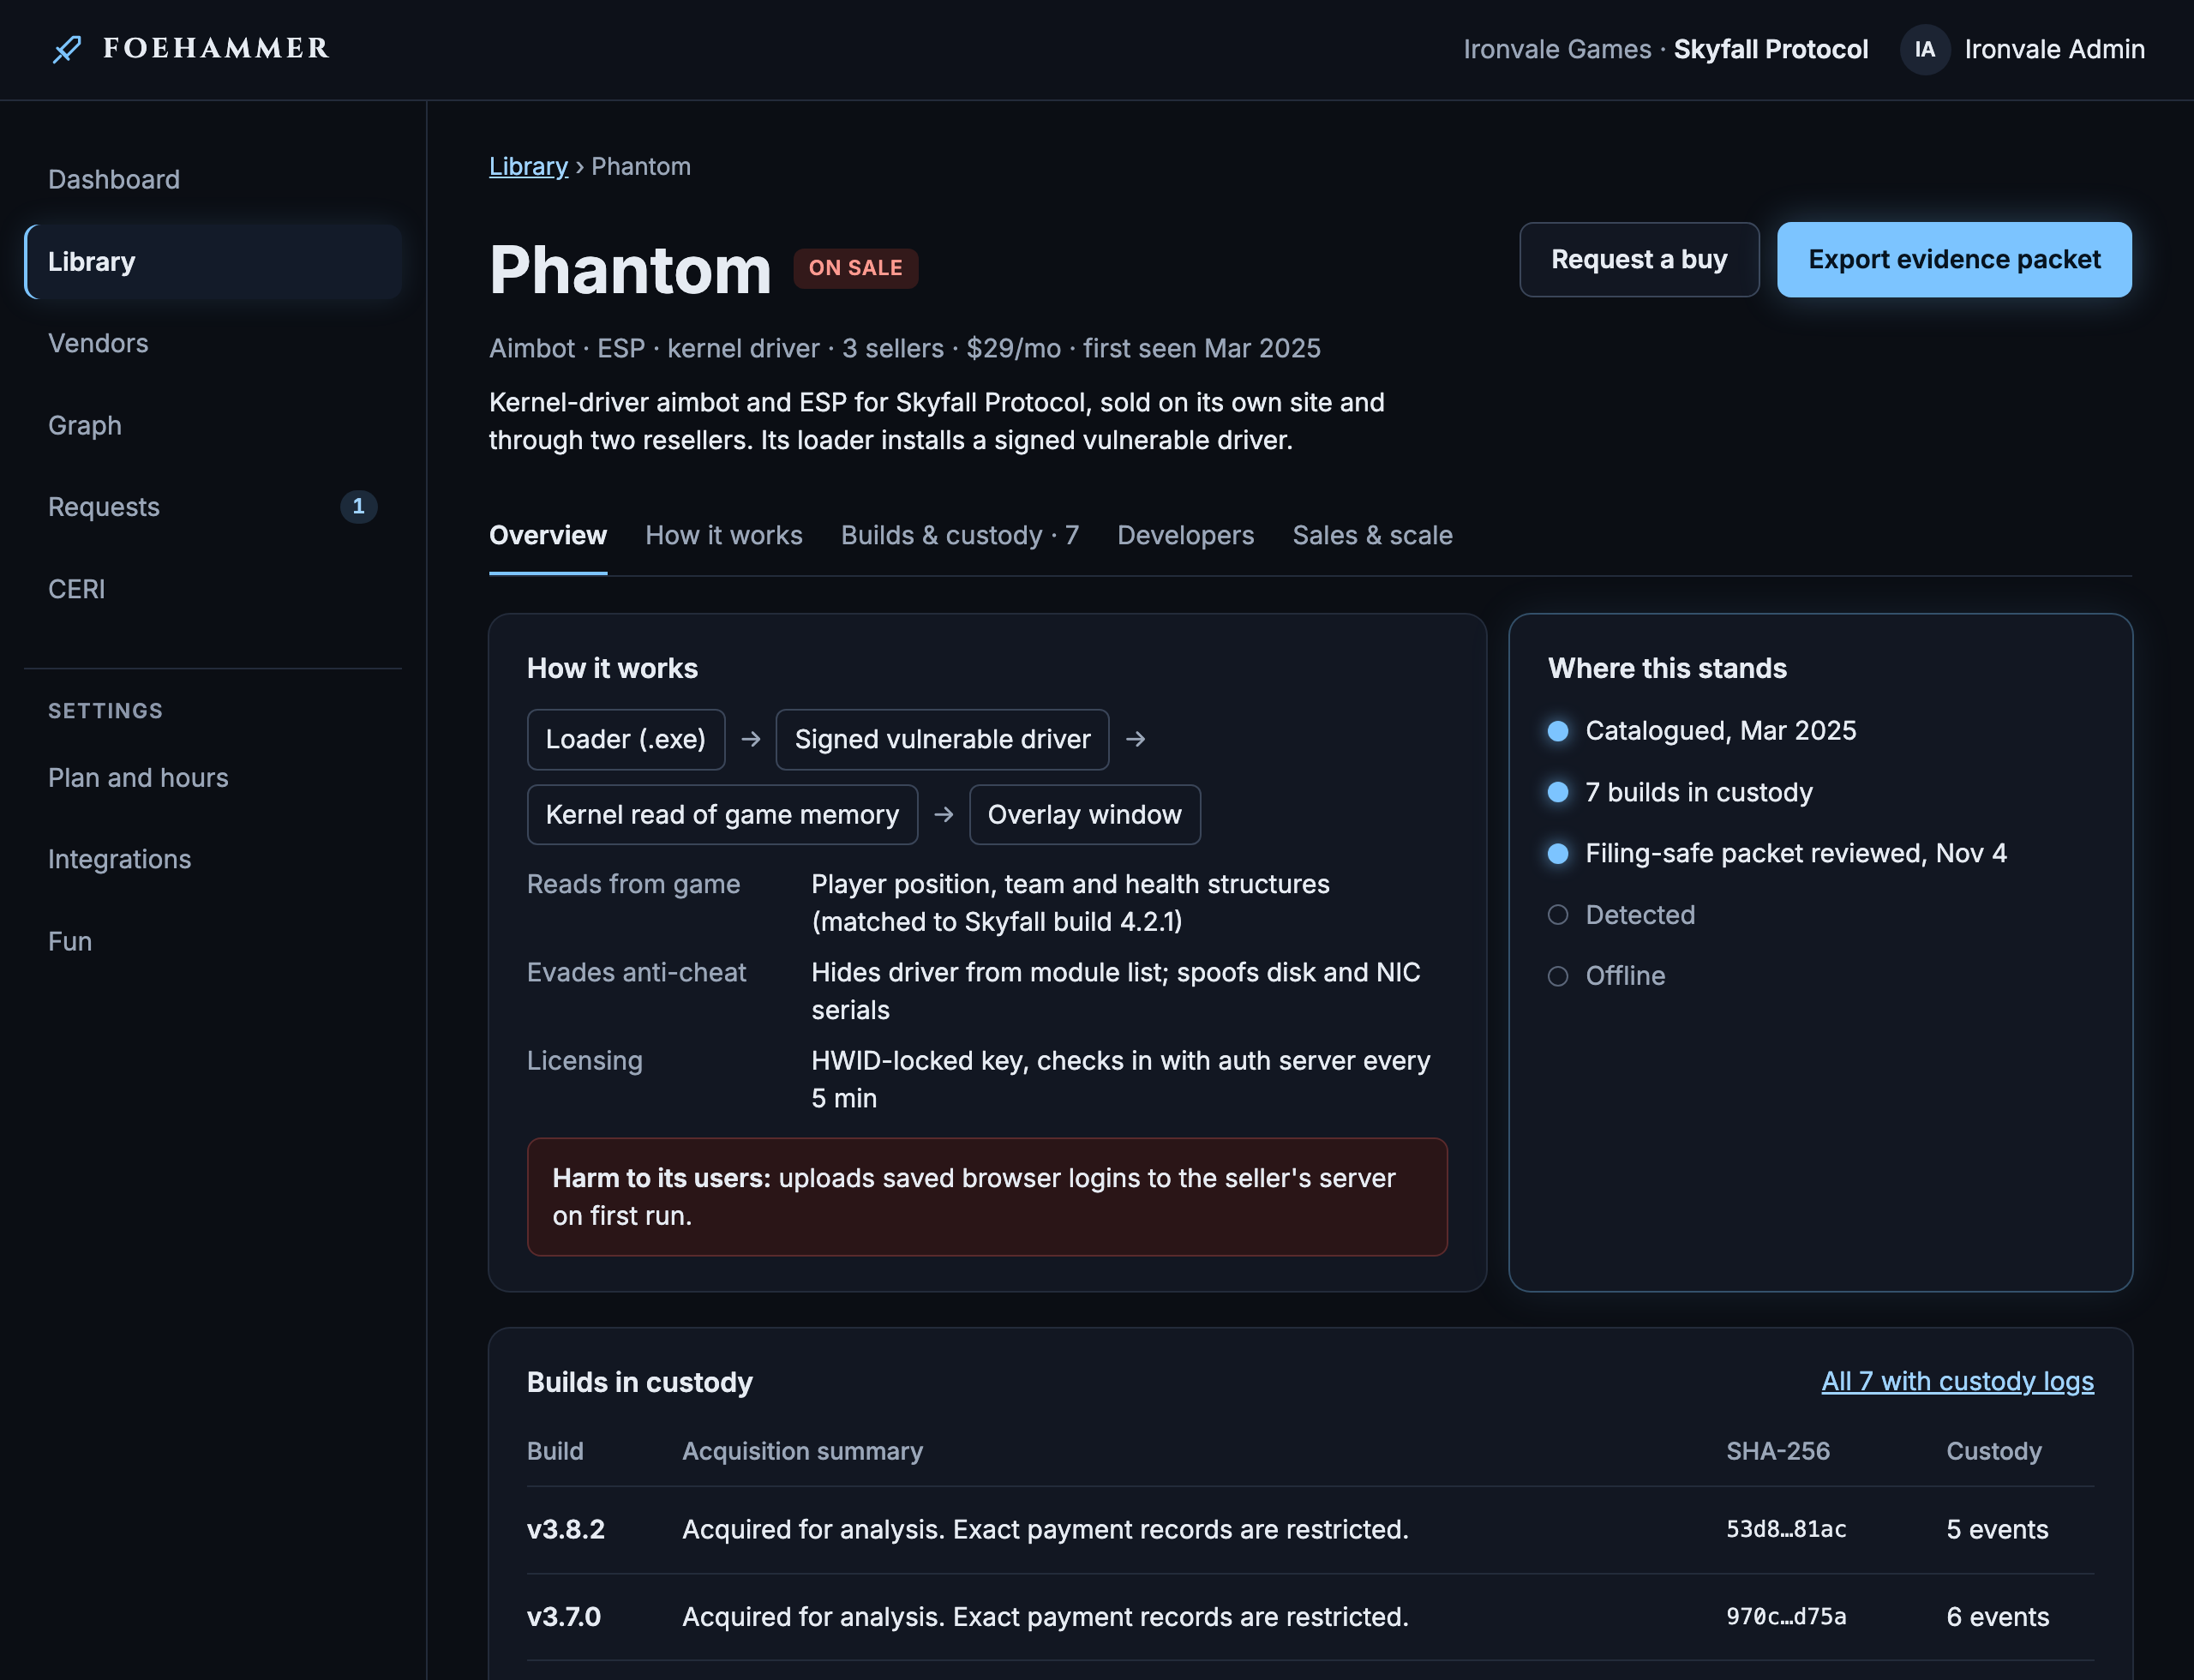 FOEHAMMER
Ironvale Games · Skyfall Protocol
IA
Ironvale Admin
Dashboard
Library
Vendors
Graph
Requests
1
CERI
SETTINGS
Plan and hours
Integrations
Fun
Library › Phantom
Phantom
ON SALE
Request a buy
Export evidence packet
Aimbot · ESP · kernel driver · 3 sellers · $29/mo · first seen Mar 2025
Kernel-driver aimbot and ESP for Skyfall Protocol, sold on its own site and
through two resellers. Its loader installs a signed vulnerable driver.
Overview
How it works
Builds & custody · 7
Developers
Sales & scale
How it works
Loader (.exe) → Signed vulnerable driver →
Kernel read of game memory → Overlay window
Reads from game
Player position, team and health structures
(matched to Skyfall build 4.2.1)
Evades anti-cheat
Hides driver from module list; spoofs disk and NIC
serials
Licensing
HWID-locked key, checks in with auth server every
5 min
Harm to its users: uploads saved browser logins to the seller's server
on first run.
Where this stands
Catalogued, Mar 2025
7 builds in custody
Filing-safe packet reviewed, Nov 4
Detected
Offline
Builds in custody
All 7 with custody logs
Build
Acquisition summary
SHA-256
Custody
v3.8.2
Acquired for analysis. Exact payment records are restricted.
53d8…81ac
5 events
v3.7.0
Acquired for analysis. Exact payment records are restricted.
970c…d75a
6 events